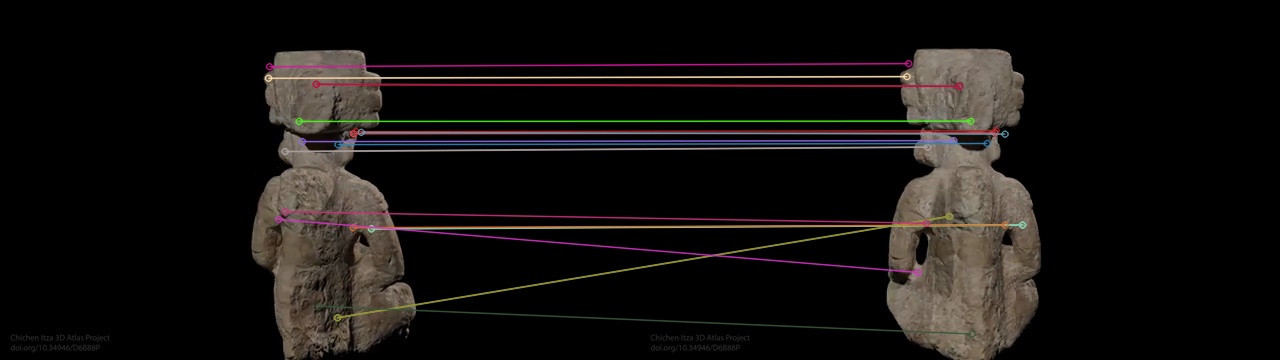 Chichen Itza 3D Atlas Project
doi.org/10.34946/D6B88P
Chichen Itza 3D Atlas Project
doi.org/10.34946/D6B88P